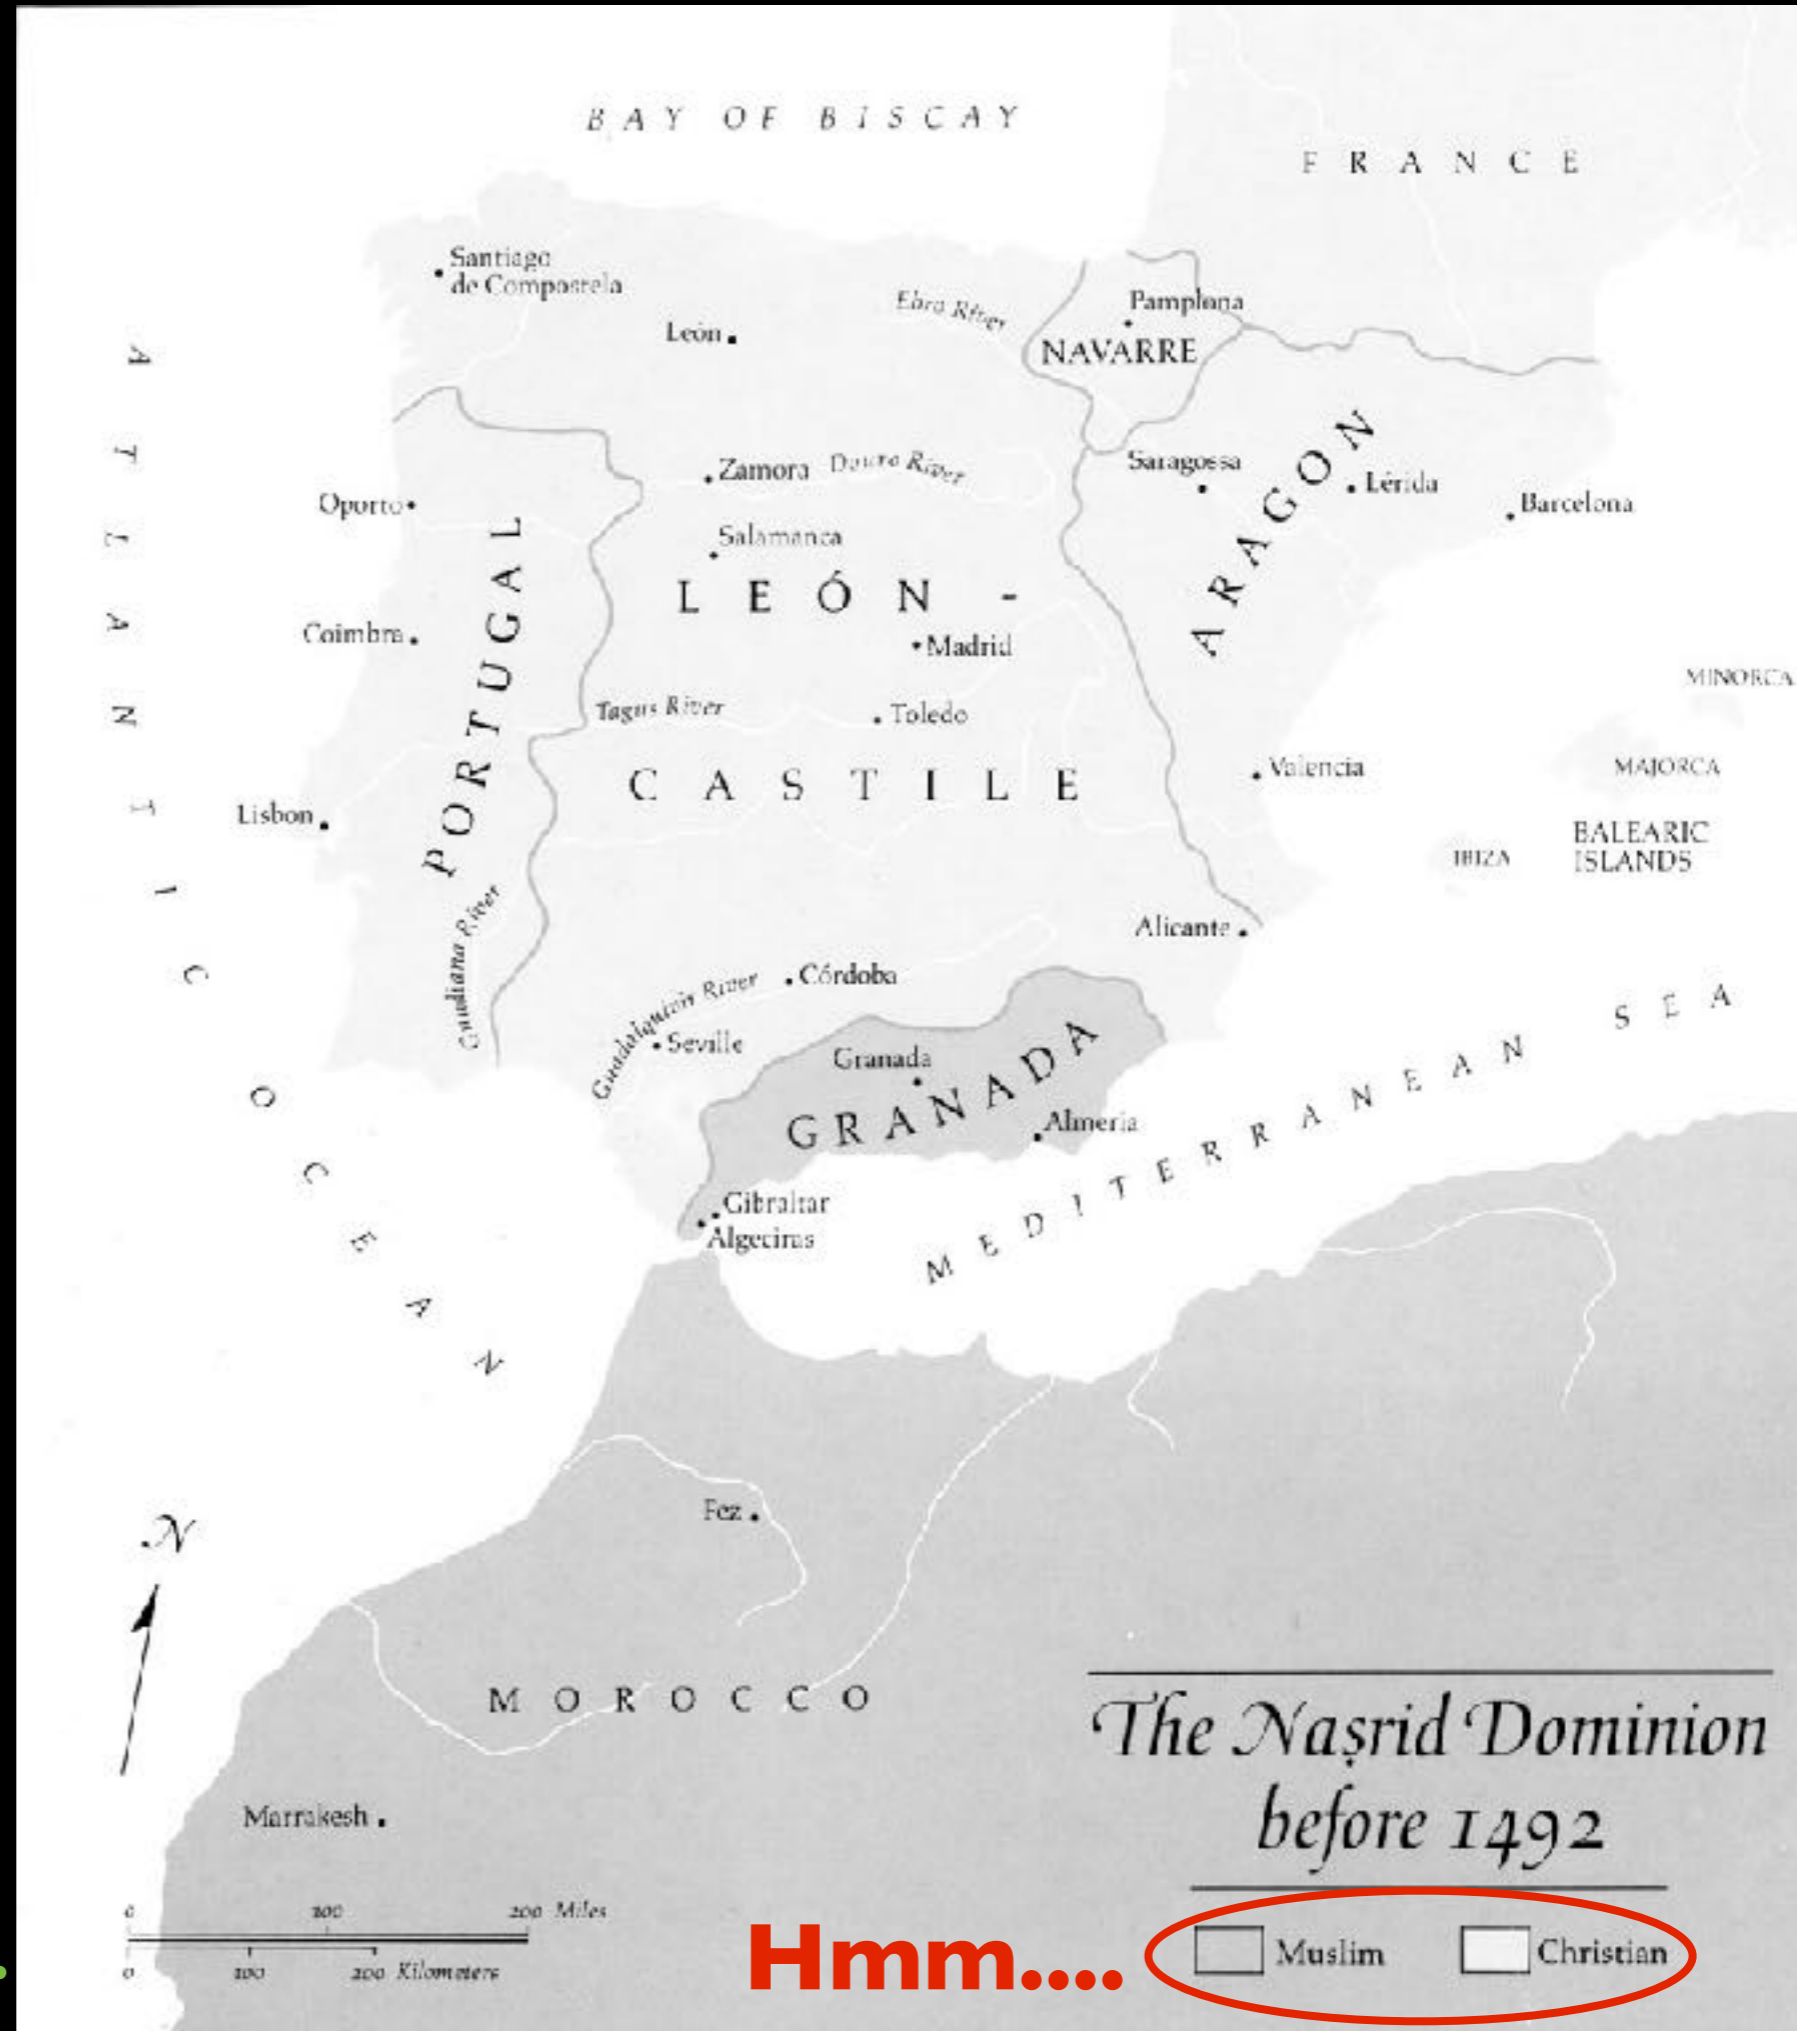 BAY OF BISCAY
FRANCE
Santiago
de Compostela
León
Ebro River
Pamplona
NAVARRE
ATLANTIC OCEAN
Zamora
Douro River
Saragossa
Lérida
Barcelona
ARAGON
Oporto
Salamanca
PORTUGAL
LEÓN -
Coimbra
Madrid
MINORCA
Tagus River
Toledo
CASTILE
Valencia
MAJORCA
Lisbon
BALEARIC
ISLANDS
IBIZA
Guadiana River
Alicante
Córdoba
Guadalquivir River
Seville
Granada
GRANADA
Almeria
MEDITERRANEAN SEA
Gibraltar
Algeciras
N
Fez
MOROCCO
The Naṣrid Dominion
before 1492
Marrakesh
0 100 200 Miles
0 100 200 Kilometers
Hmm....
Muslim
Christian